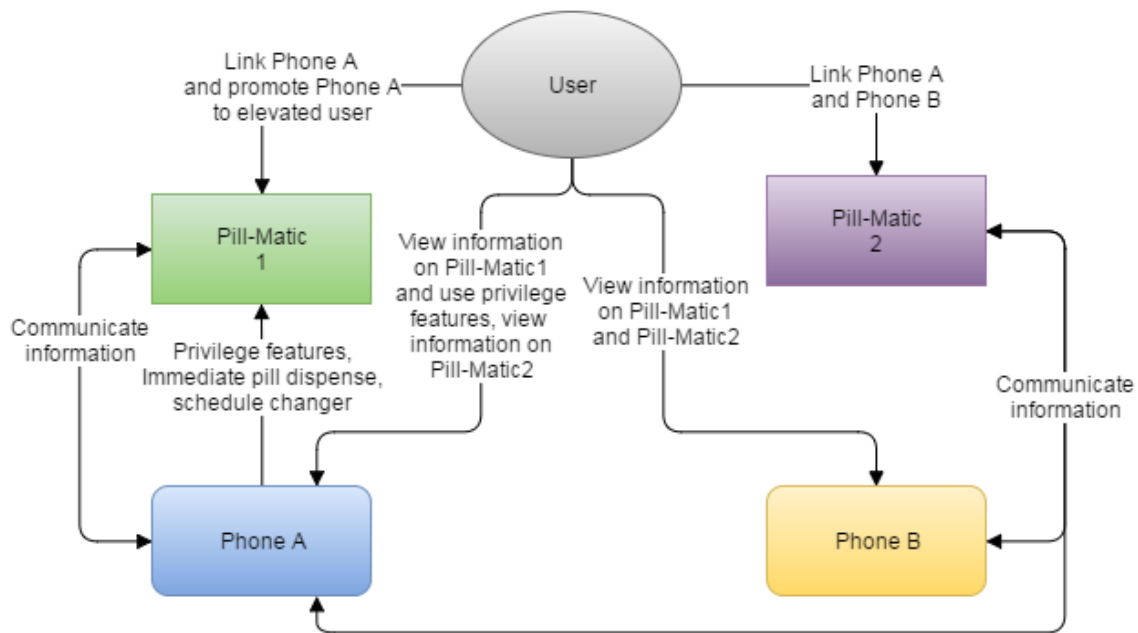 User
Link Phone A
and promote Phone A
to elevated user
Link Phone A
and Phone B
Pill-Matic
1
Pill-Matic
2
View information
on Pill-Matic1
and use privilege
features, view
information on
Pill-Matic2
View information
on Pill-Matic1
and Pill-Matic2
Communicate
information
Privilege features,
Immediate pill dispense,
schedule changer
Communicate
information
Phone A
Phone B